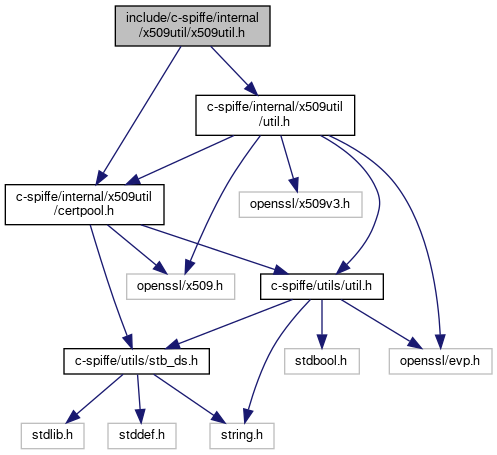 include/c-spiffe/internal
/x509util/x509util.h
c-spiffe/internal/x509util
/util.h
c-spiffe/internal/x509util
/certpool.h
openssl/x509v3.h
openssl/x509.h
c-spiffe/utils/util.h
c-spiffe/utils/stb_ds.h
stdbool.h
openssl/evp.h
stdlib.h
stddef.h
string.h